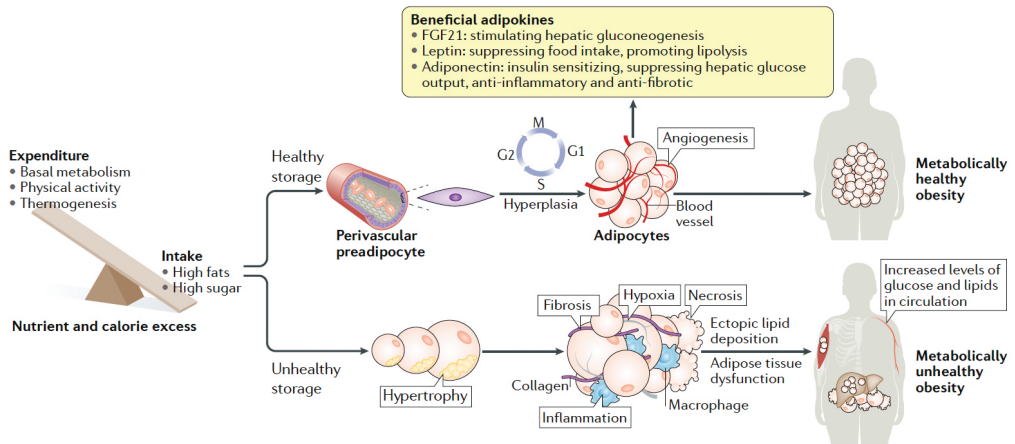 Beneficial adipokines
• FGF21: stimulating hepatic gluconeogenesis
• Leptin: suppressing food intake, promoting lipolysis
• Adiponectin: insulin sensitizing, suppressing hepatic glucose
output, anti-inflammatory and anti-fibrotic
Expenditure
• Basal metabolism
• Physical activity
• Thermogenesis
Intake
• High fats
• High sugar
Nutrient and calorie excess
Healthy
storage
Perivascular
preadipocyte
M
G2
G1
S
Hyperplasia
Angiogenesis
Blood
vessel
Adipocytes
Metabolically
healthy
obesity
Unhealthy
storage
Hypertrophy
Fibrosis
Hypoxia
Necrosis
Collagen
Inflammation
Macrophage
Ectopic lipid
deposition
Adipose tissue
dysfunction
Increased levels of
glucose and lipids
in circulation
Metabolically
unhealthy
obesity